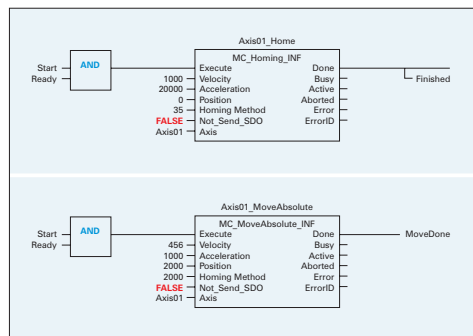 Axis01_Home
MC_Homing_INF
Start
Ready
AND
Execute Done
1000 Velocity Busy
20000 Acceleration Active
0 Position Aborted
35 Homing Method Error
FALSE Not_Send_SDO ErrorID
Axis01 Axis
Finished
Axis01_MoveAbsolute
MC_MoveAbsolute_INF
Start
Ready
AND
Execute Done
456 Velocity Busy
1000 Acceleration Active
2000 Position Aborted
2000 Homing Method Error
FALSE Not_Send_SDO ErrorID
Axis01 Axis
MoveDone